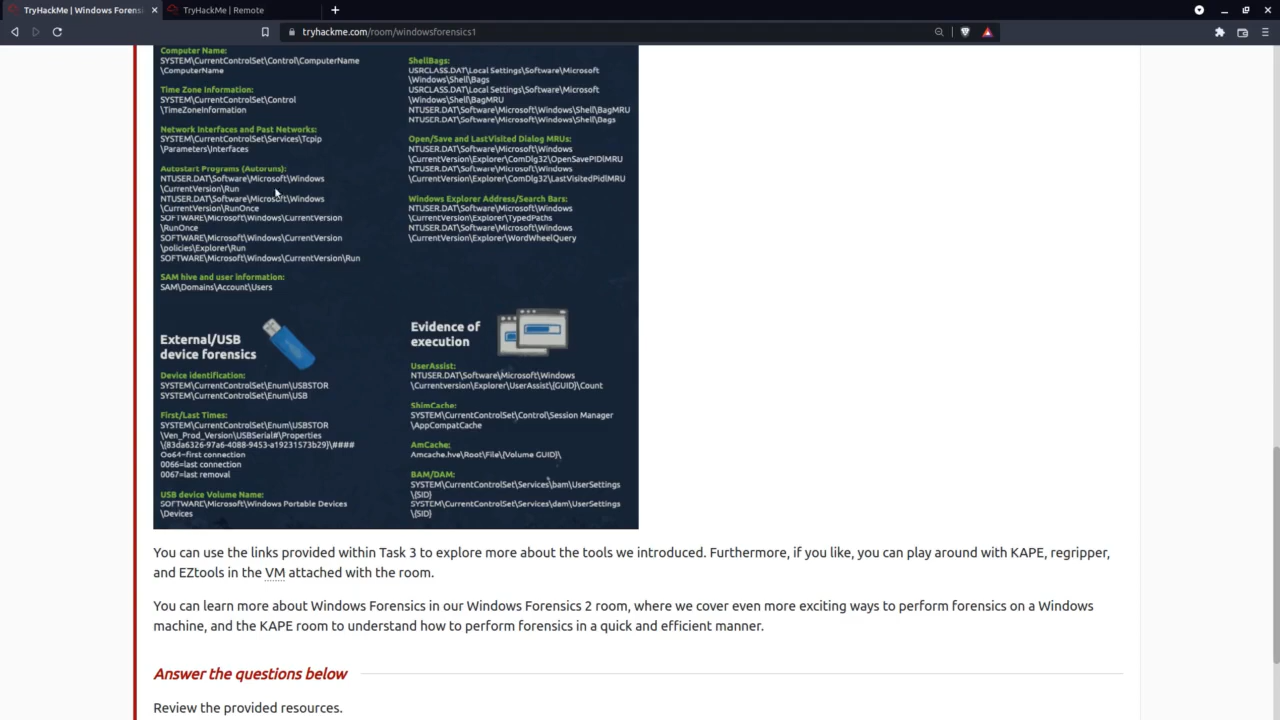 TryHackMe | Windows Forensi
TryHackMe | Remote
tryhackme.com/room/windowsforensics1
Computer Name:
SYSTEM\CurrentControlSet\Control\ComputerName
\ComputerName
Time Zone Information:
SYSTEM\CurrentControlSet\Control
\TimeZoneInformation
Network Interfaces and Past Networks:
SYSTEM\CurrentControlSet\Services\Tcpip
\Parameters\Interfaces
Autostart Programs (Autoruns):
NTUSER.DAT\Software\Microsoft\Windows
\CurrentVersion\Run
NTUSER.DAT\Software\Microsoft\Windows
\CurrentVersion\RunOnce
SOFTWARE\Microsoft\Windows\CurrentVersion
\RunOnce
SOFTWARE\Microsoft\Windows\CurrentVersion
\policies\Explorer\Run
SOFTWARE\Microsoft\Windows\CurrentVersion\Run
SAM hive and user information:
SAM\Domains\Account\Users
ShellBags:
USRCLASS.DAT\Local Settings\Software\Microsoft
\Windows\Shell\Bags
USRCLASS.DAT\Local Settings\Software\Microsoft
\Windows\Shell\BagMRU
NTUSER.DAT\Software\Microsoft\Windows\Shell\BagMRU
NTUSER.DAT\Software\Microsoft\Windows\Shell\Bags
Open/Save and LastVisited Dialog MRUs:
NTUSER.DAT\Software\Microsoft\Windows
\CurrentVersion\Explorer\ComDlg32\OpenSavePIDlMRU
NTUSER.DAT\Software\Microsoft\Windows
\CurrentVersion\Explorer\ComDlg32\LastVisitedPidlMRU
Windows Explorer Address/Search Bars:
NTUSER.DAT\Software\Microsoft\Windows
\CurrentVersion\Explorer\TypedPaths
NTUSER.DAT\Software\Microsoft\Windows
\CurrentVersion\Explorer\WordWheelQuery
External/USB
device forensics
Device identification:
SYSTEM\CurrentControlSet\Enum\USBSTOR
SYSTEM\CurrentControlSet\Enum\USB
First/Last Times:
SYSTEM\CurrentControlSet\Enum\USBSTOR
\Ven_Prod_Version\USBSerial#\Properties
\{83da6326-97a6-4088-9453-a19231573b29}\####
Oo64=first connection
0066=last connection
0067=last removal
USB device Volume Name:
SOFTWARE\Microsoft\Windows Portable Devices
\Devices
Evidence of
execution
UserAssist:
NTUSER.DAT\Software\Microsoft\Windows
\Currentversion\Explorer\UserAssist\{GUID}\Count
ShimCache:
SYSTEM\CurrentControlSet\Control\Session Manager
\AppCompatCache
AmCache:
Amcache.hve\Root\File\{Volume GUID}\
BAM/DAM:
SYSTEM\CurrentControlSet\Services\bam\UserSettings
\{SID}
SYSTEM\CurrentControlSet\Services\dam\UserSettings
\{SID}
You can use the links provided within Task 3 to explore more about the tools we introduced. Furthermore, if you like, you can play around with KAPE, regripper,
and EZtools in the VM attached with the room.
You can learn more about Windows Forensics in our Windows Forensics 2 room, where we cover even more exciting ways to perform forensics on a Windows
machine, and the KAPE room to understand how to perform forensics in a quick and efficient manner.
Answer the questions below
Review the provided resources.